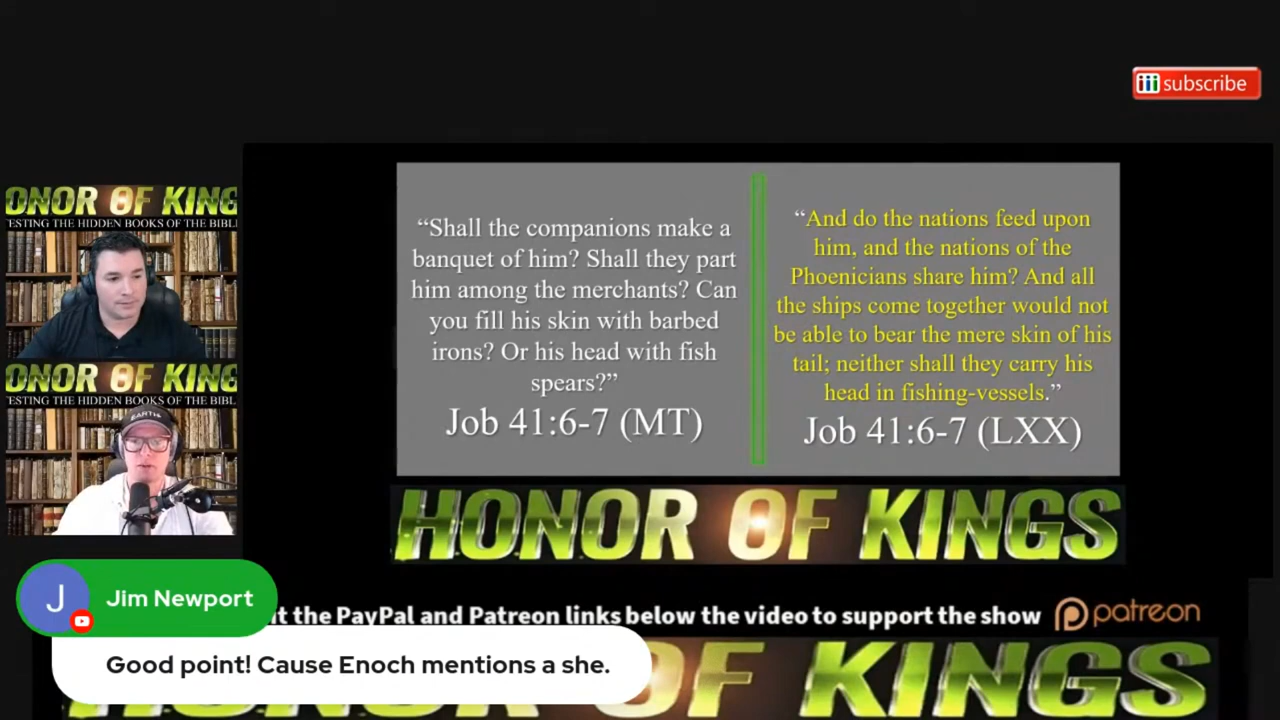 subscribe
ONOR OF KING
ESTING THE HIDDEN BOOKS OF THE BIBL
EARTH
ONOR OF KING
ESTING THE HIDDEN BOOKS OF THE BIBL
“Shall the companions make a
banquet of him? Shall they part
him among the merchants? Can
you fill his skin with barbed
irons? Or his head with fish
spears?”
Job 41:6-7 (MT)
“And do the nations feed upon
him, and the nations of the
Phoenicians share him? And all
the ships come together would not
be able to bear the mere skin of his
tail; neither shall they carry his
head in fishing-vessels.”
Job 41:6-7 (LXX)
HONOR OF KINGS
J Jim Newport
it the PayPal and Patreon links below the video to support the show
patreon
Good point! Cause Enoch mentions a she.
OF KINGS